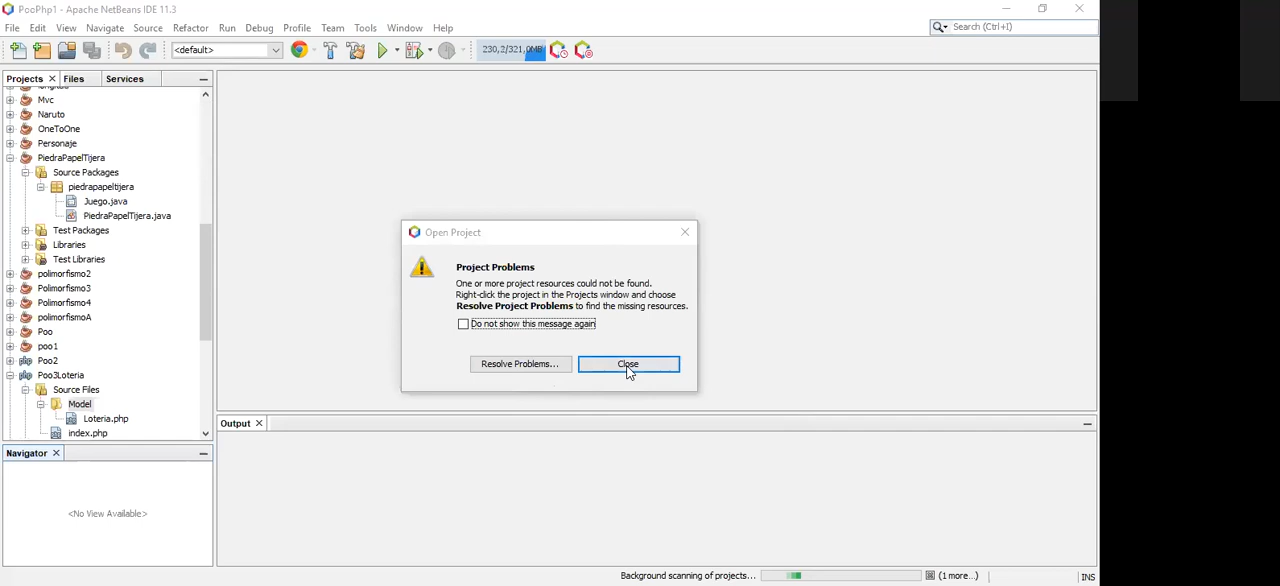 PooPhp1 - Apache NetBeans IDE 11.3
File Edit View Navigate Source Refactor Run Debug Profile Team Tools Window Help
Search (Ctrl+I)
<default>
230,2/321,0MB
Projects Files Services
Mvc
Naruto
OneToOne
Personaje
PiedraPapelTijera
Source Packages
piedrapapeltijera
Juego.java
PiedraPapelTijera.java
Test Packages
Libraries
Test Libraries
polimorfismo2
Polimorfismo3
Polimorfismo4
polimorfismoA
Poo
poo1
Poo2
Poo3Loteria
Source Files
Model
Loteria.php
index.php
Open Project
Project Problems
One or more project resources could not be found.
Right-click the project in the Projects window and choose
Resolve Project Problems to find the missing resources.
Do not show this message again
Resolve Problems... Close
Output
Navigator
<No View Available>
Background scanning of projects... (1 more...) INS